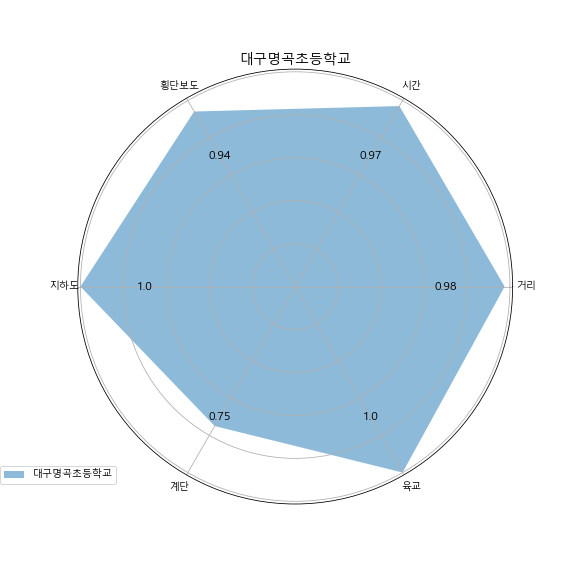 대구명곡초등학교
횡단보도
시간
0.94
0.97
지하도
1.0
0.98
거리
0.75
1.0
대구명곡초등학교
계단
육교